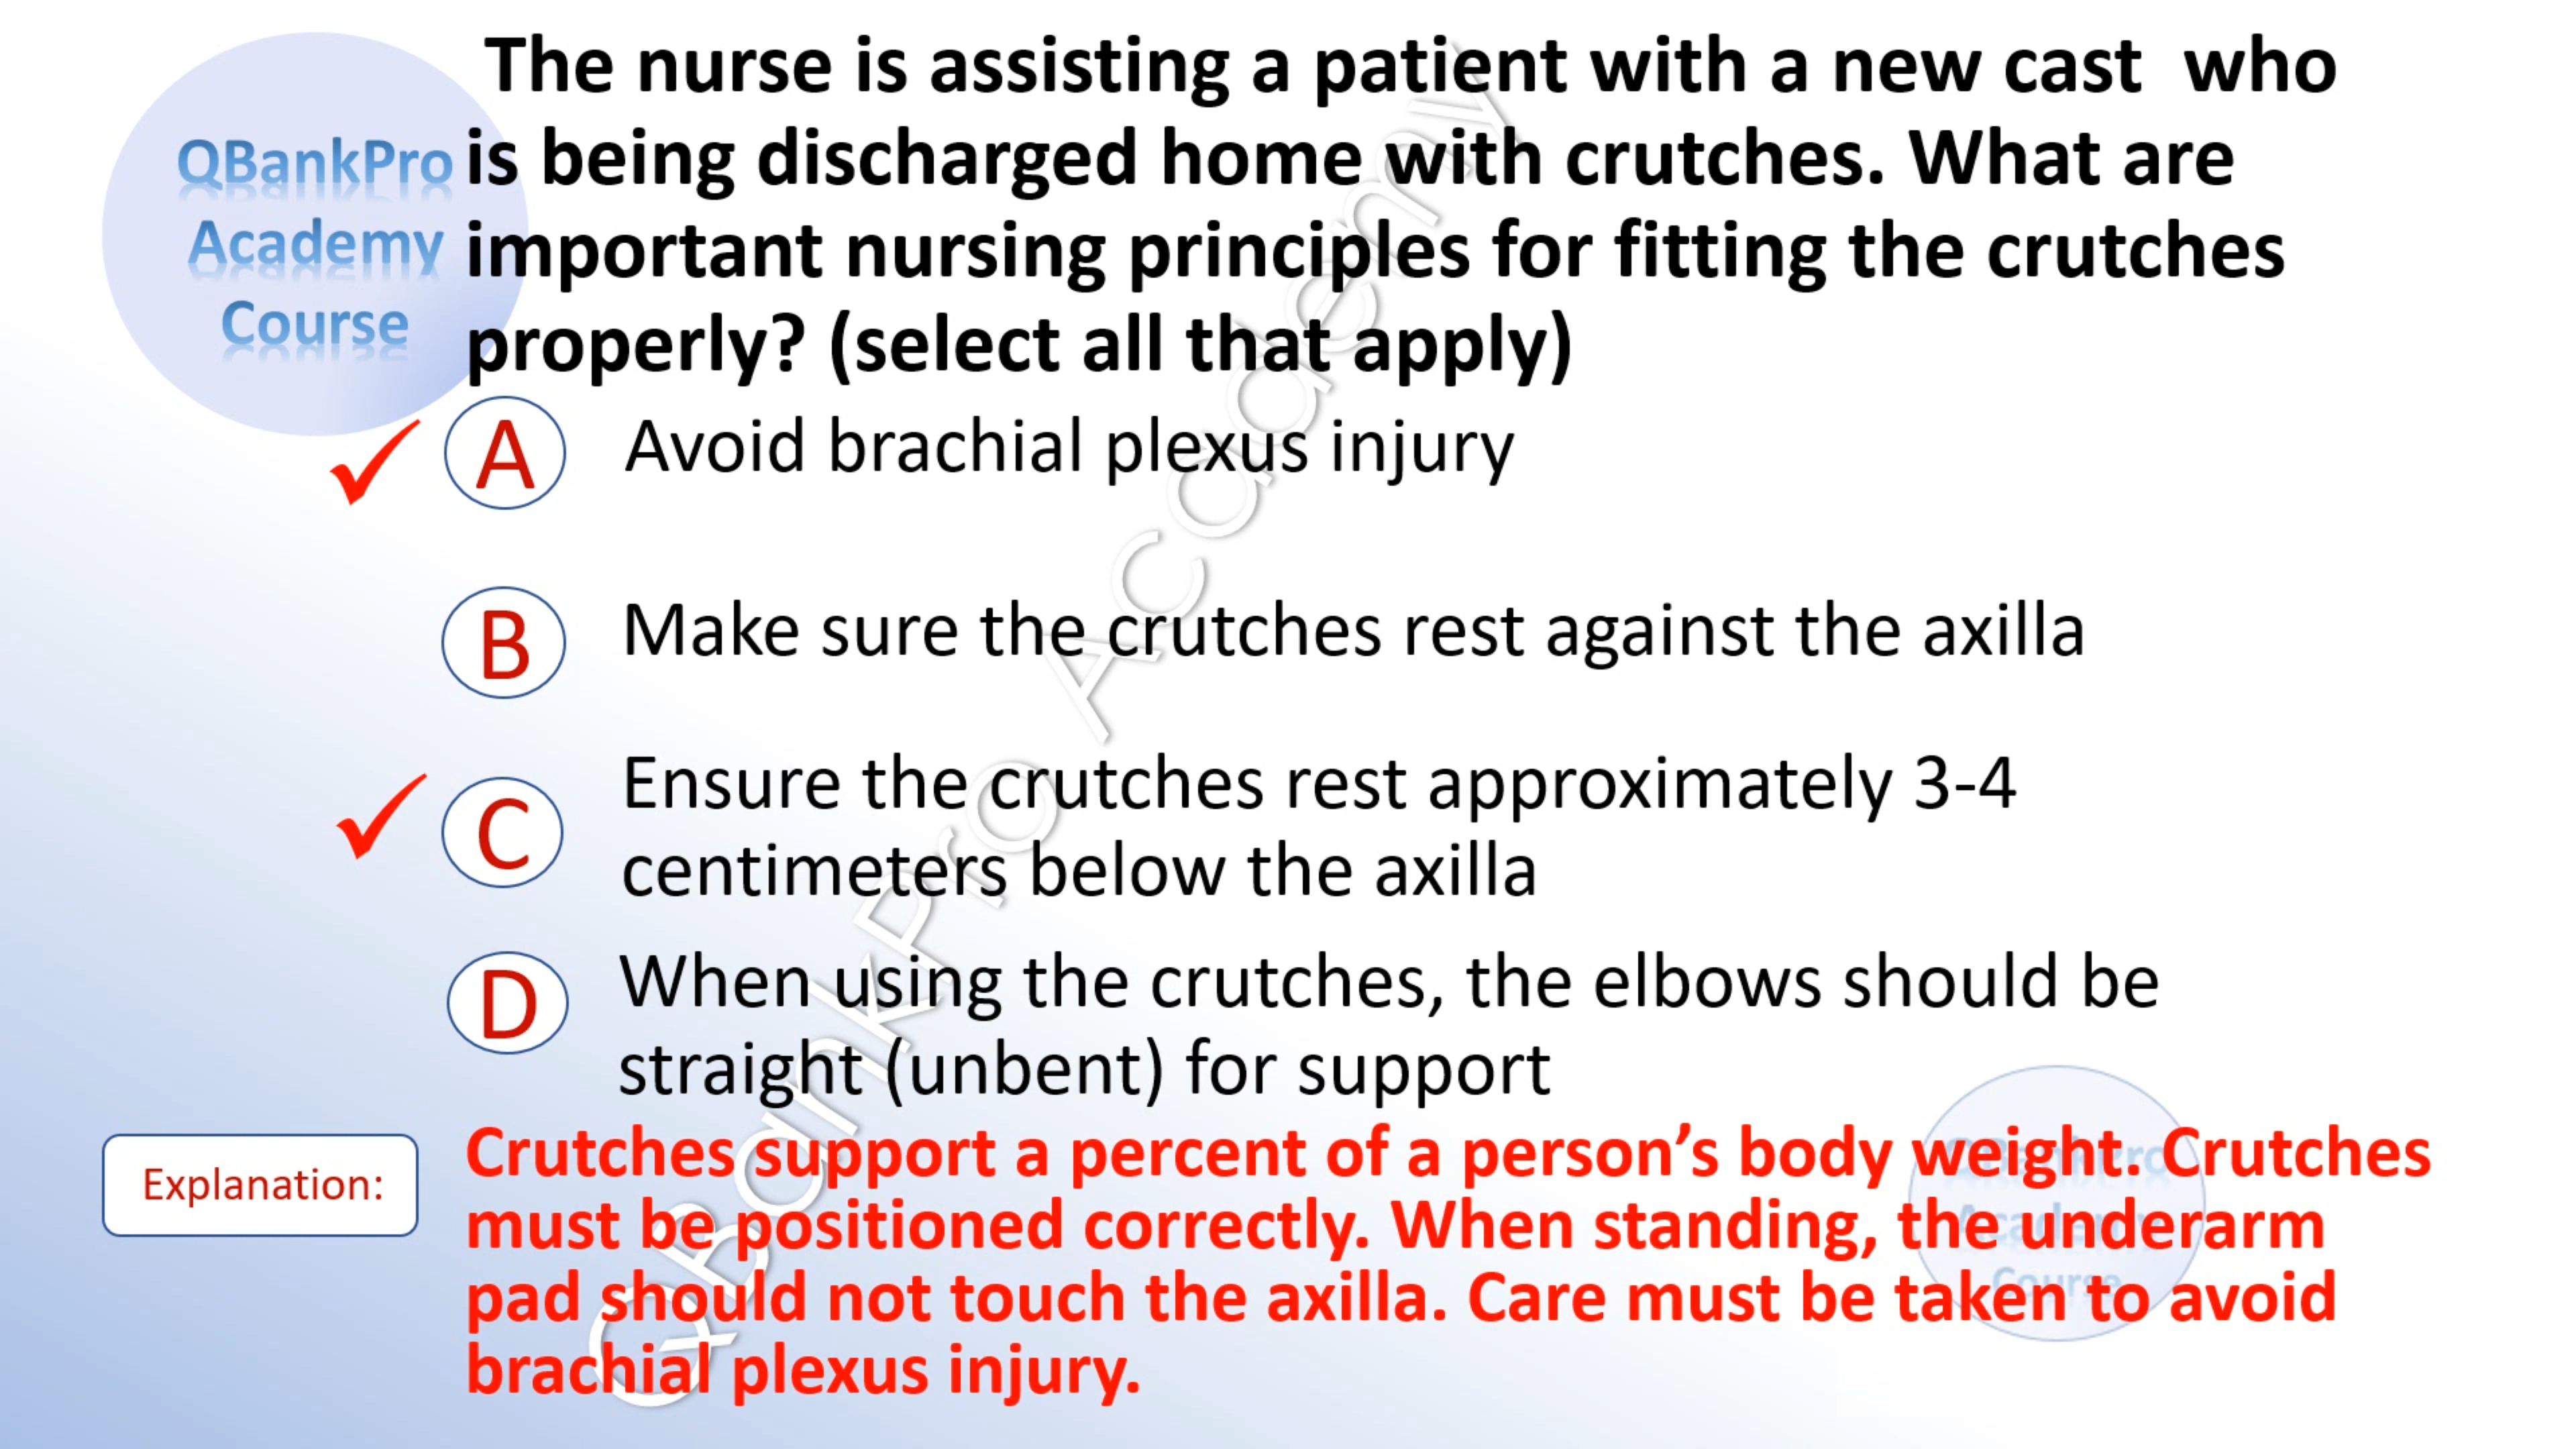 The nurse is assisting a patient with a new cast who
is being discharged home with crutches. What are
important nursing principles for fitting the crutches
properly? (select all that apply)
QBankPro
Academy
Course
A Avoid brachial plexus injury
B Make sure the crutches rest against the axilla
C Ensure the crutches rest approximately 3-4
centimeters below the axilla
D When using the crutches, the elbows should be
straight (unbent) for support
Explanation:
Crutches support a percent of a person's body weight. Crutches
must be positioned correctly. When standing, the underarm
pad should not touch the axilla. Care must be taken to avoid
brachial plexus injury.
QBankPro Academy
QBankPro
Academy
Course